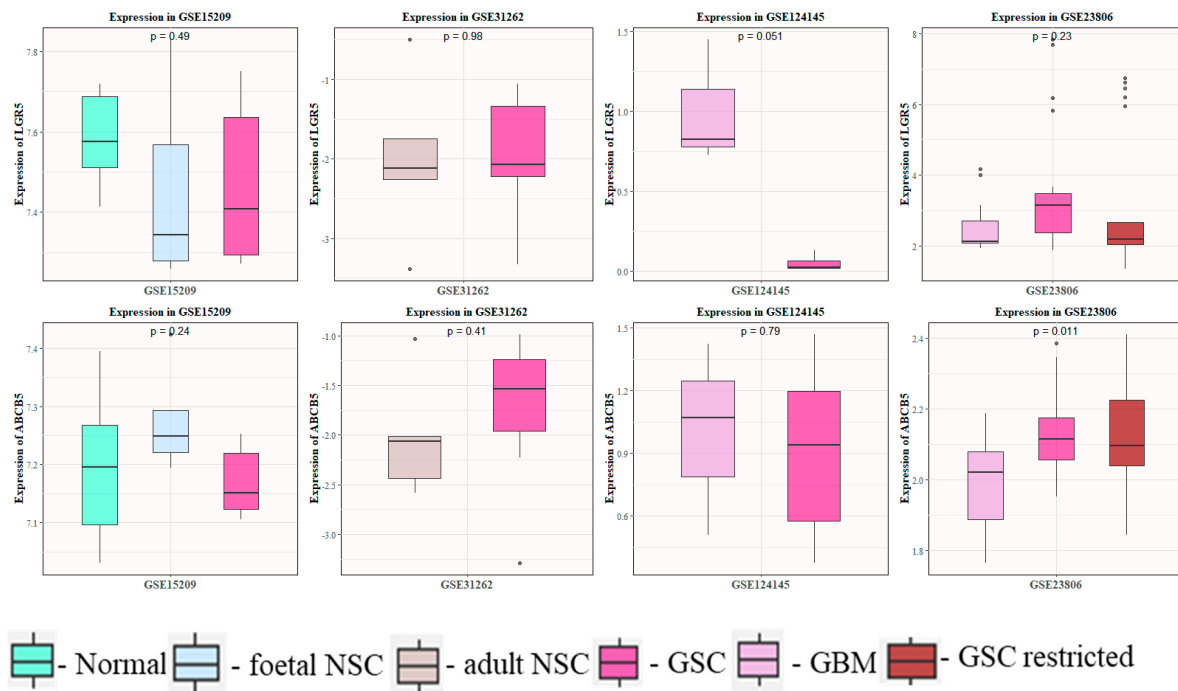 Expression in GSE15209
p = 0.49
Expression of LGR5
7.8
7.6
7.4
GSE15209
Expression in GSE31262
p = 0.98
Expression of LGR5
-1
-2
-3
GSE31262
Expression in GSE124145
p = 0.051
Expression of LGR5
1.5
1.0
0.5
0.0
GSE124145
Expression in GSE23806
p = 0.23
Expression of LGR5
8
6
4
2
GSE23806
Expression in GSE15209
p = 0.24
Expression of ABCB5
7.4
7.3
7.2
7.1
GSE15209
Expression in GSE31262
p = 0.41
Expression of ABCB5
-1.0
-1.5
-2.0
-2.5
-3.0
GSE31262
Expression in GSE124145
p = 0.79
Expression of ABCB5
1.5
1.2
0.9
0.6
GSE124145
Expression in GSE23806
p = 0.011
Expression of ABCB5
2.4
2.2
2.0
1.8
GSE23806
- Normal - foetal NSC - adult NSC - GSC - GBM - GSC restricted